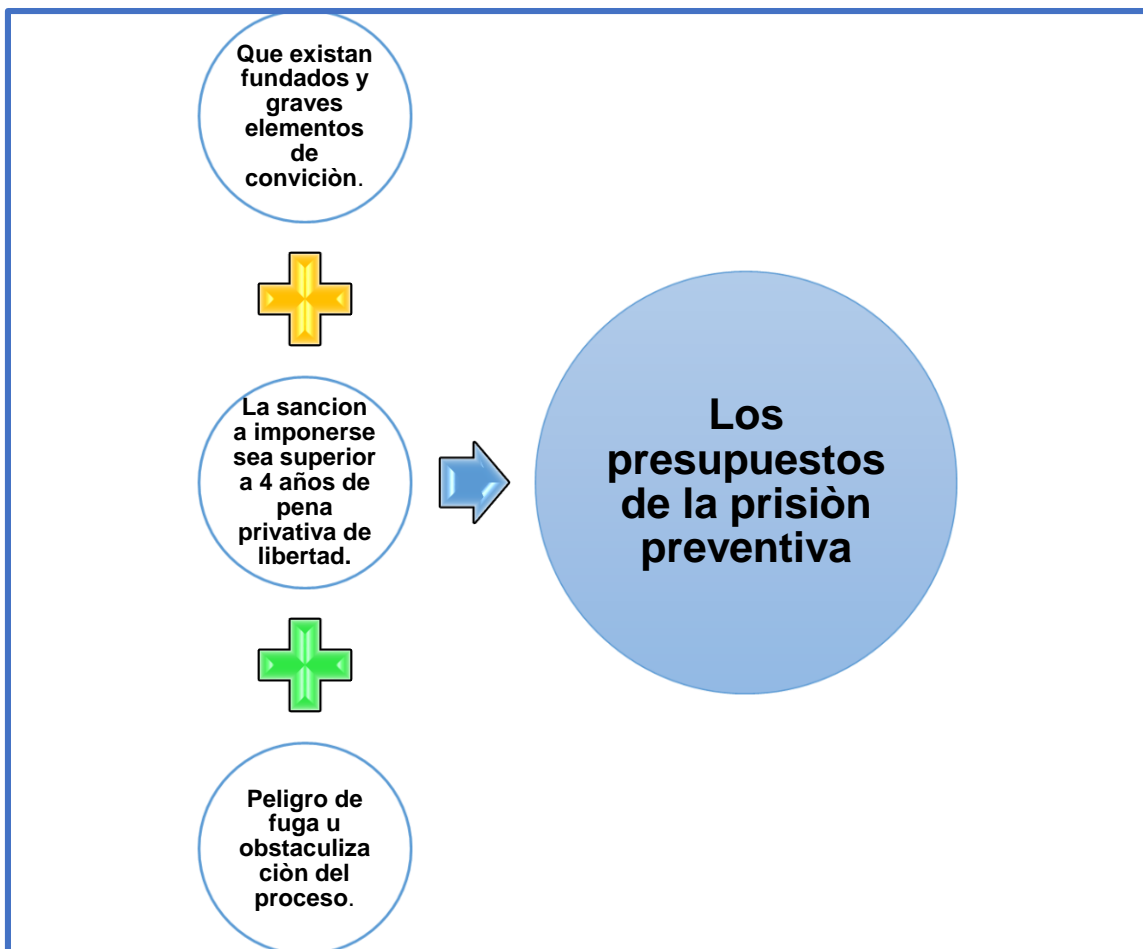 Que existan
fundados y
graves
elementos
de
conviciòn.
La sancion
a imponerse
sea superior
a 4 años de
pena
privativa de
libertad.
Peligro de
fuga u
obstaculiza
ciòn del
proceso.
Los
presupuestos
de la prisiòn
preventiva